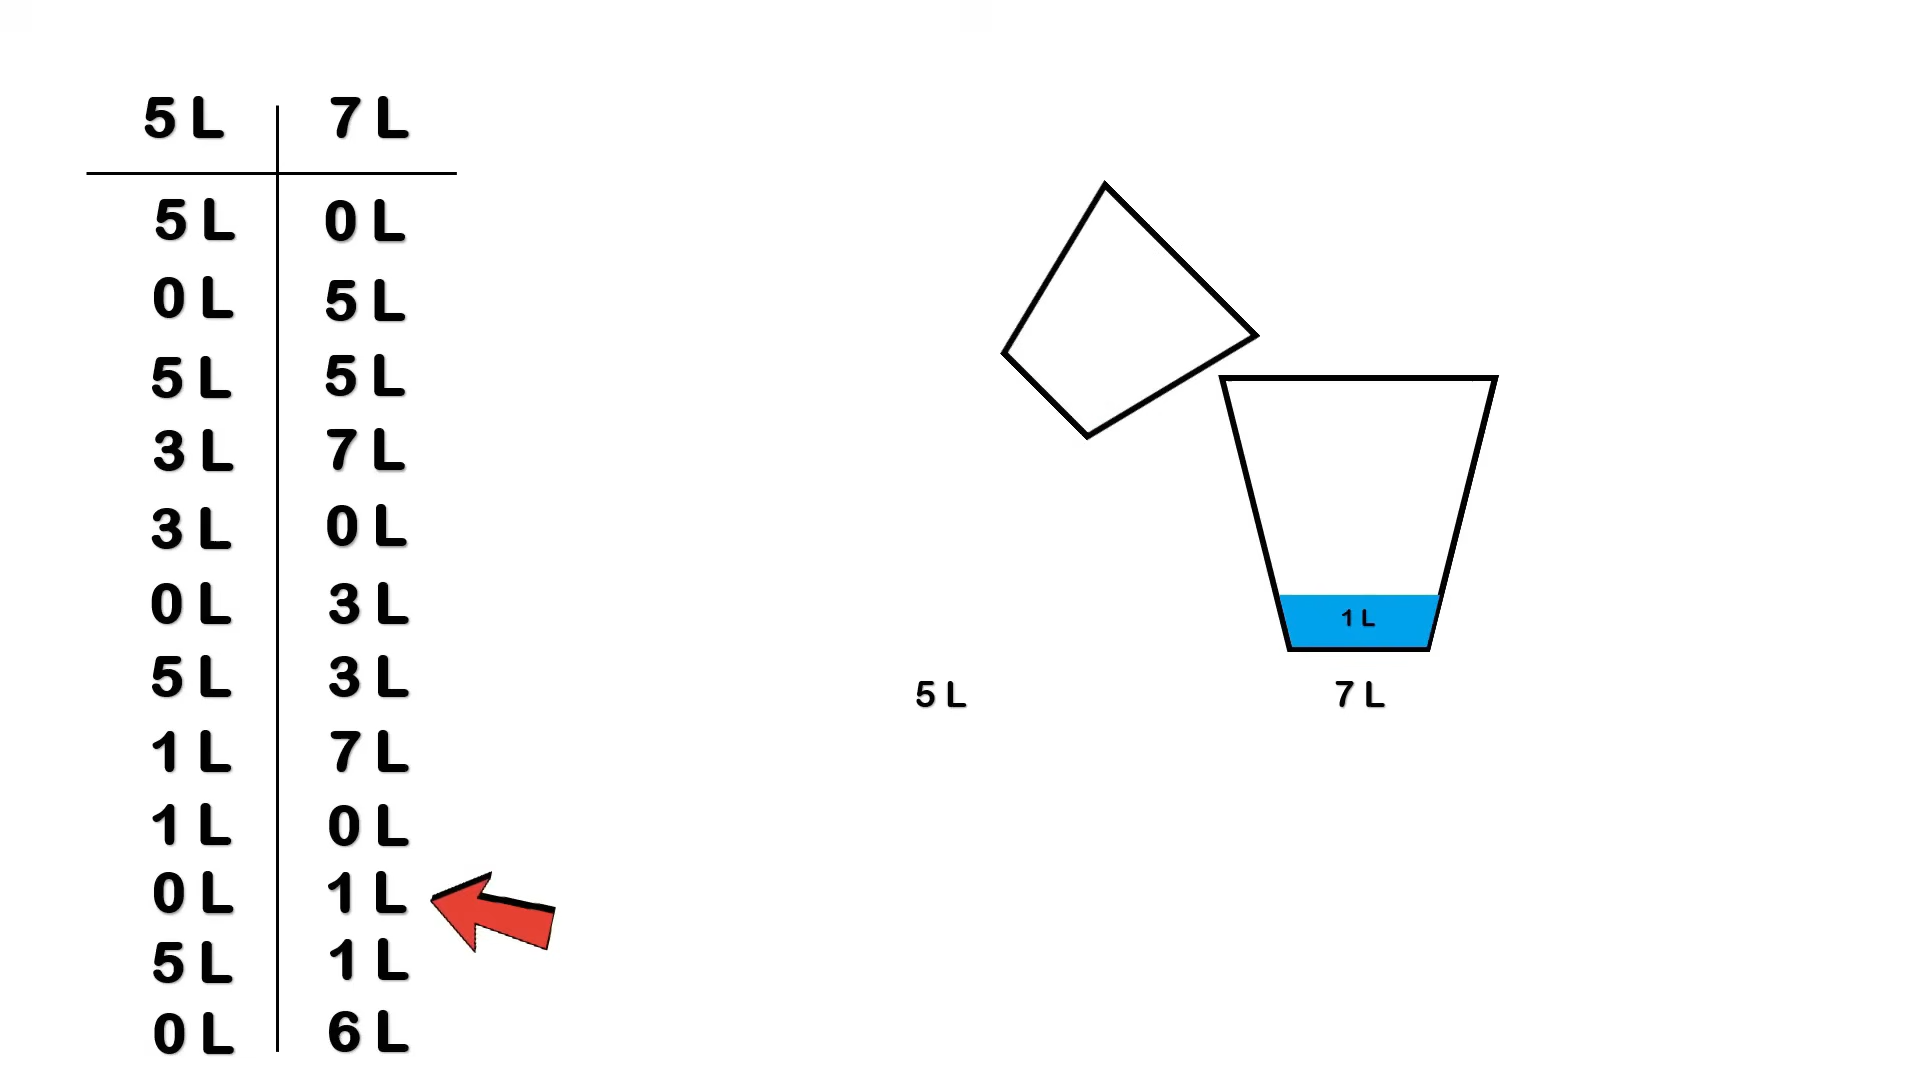 5 L 7 L
5 L 0 L
0 L 5 L
5 L 5 L
3 L 7 L
3 L 0 L
0 L 3 L
5 L 3 L
1 L 7 L
1 L 0 L
0 L 1 L
5 L 1 L
0 L 6 L
1 L
5 L 7 L